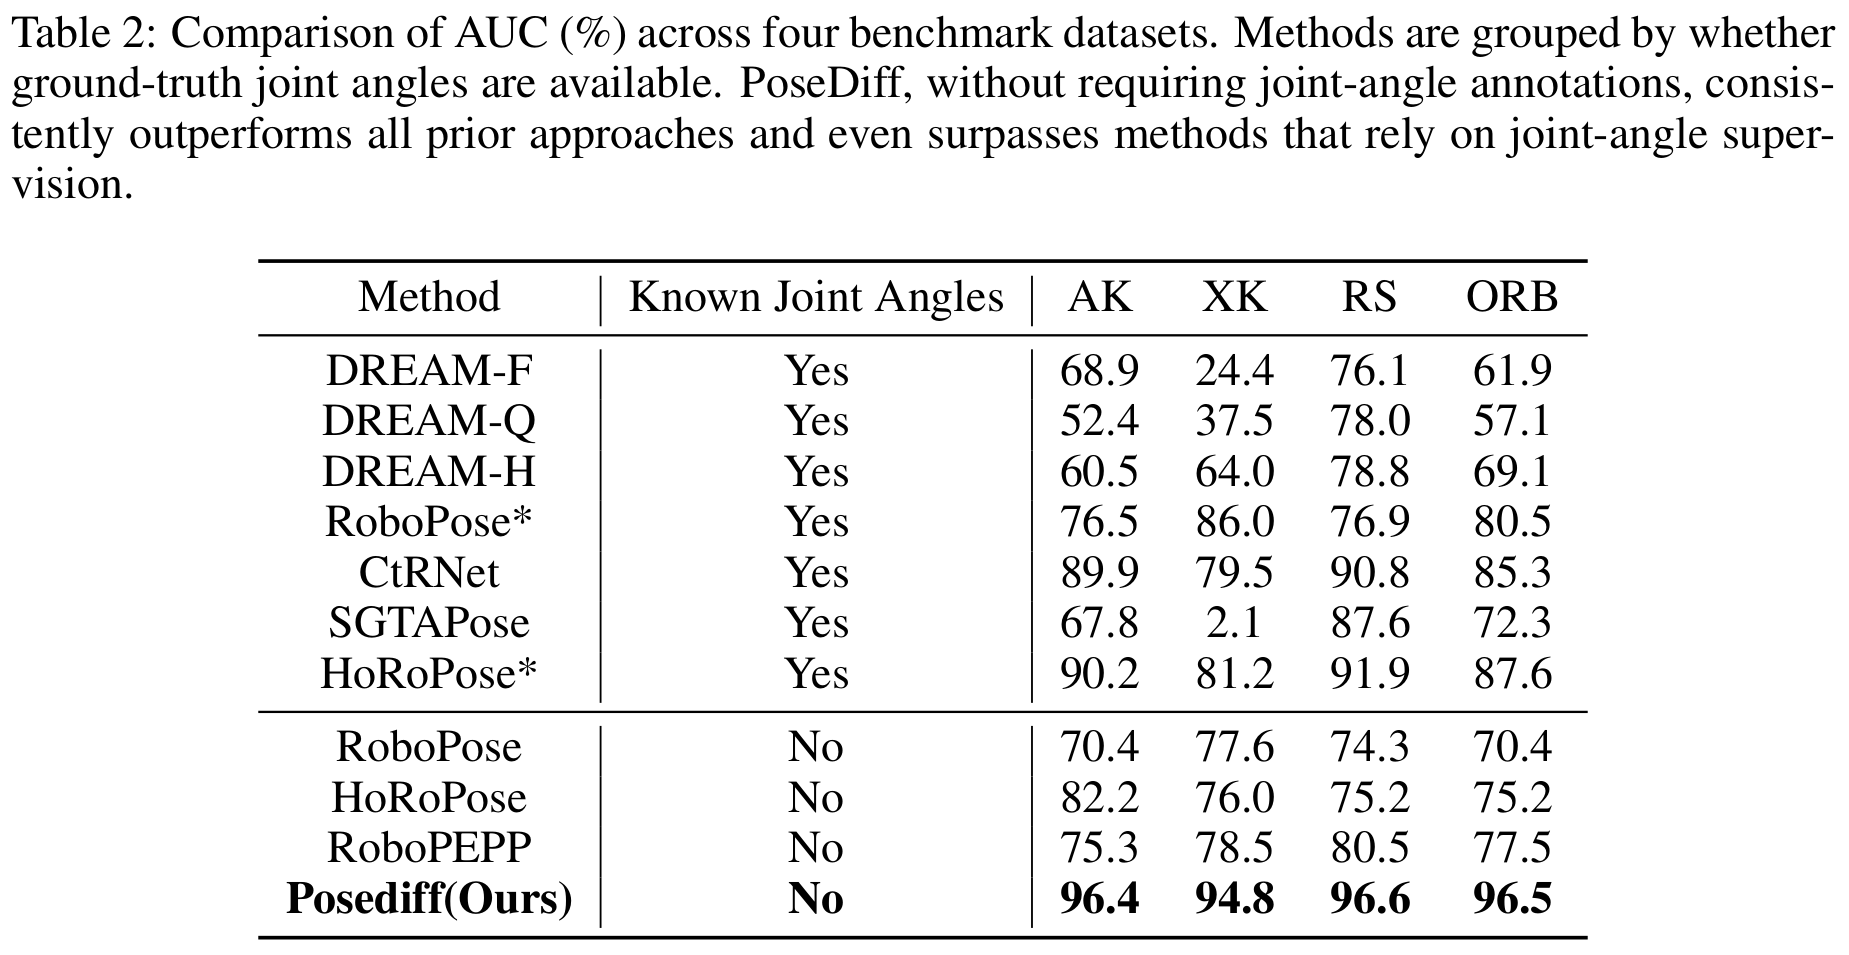 Table 2: Comparison of AUC (%) across four benchmark datasets. Methods are grouped by whether
ground-truth joint angles are available. PoseDiff, without requiring joint-angle annotations, consis-
tently outperforms all prior approaches and even surpasses methods that rely on joint-angle super-
vision.
Method Known Joint Angles AK XK RS ORB
DREAM-F Yes 68.9 24.4 76.1 61.9
DREAM-Q Yes 52.4 37.5 78.0 57.1
DREAM-H Yes 60.5 64.0 78.8 69.1
RoboPose* Yes 76.5 86.0 76.9 80.5
CtRNet Yes 89.9 79.5 90.8 85.3
SGTAPose Yes 67.8 2.1 87.6 72.3
HoRoPose* Yes 90.2 81.2 91.9 87.6
RoboPose No 70.4 77.6 74.3 70.4
HoRoPose No 82.2 76.0 75.2 75.2
RoboPEPP No 75.3 78.5 80.5 77.5
Posediff(Ours) No 96.4 94.8 96.6 96.5